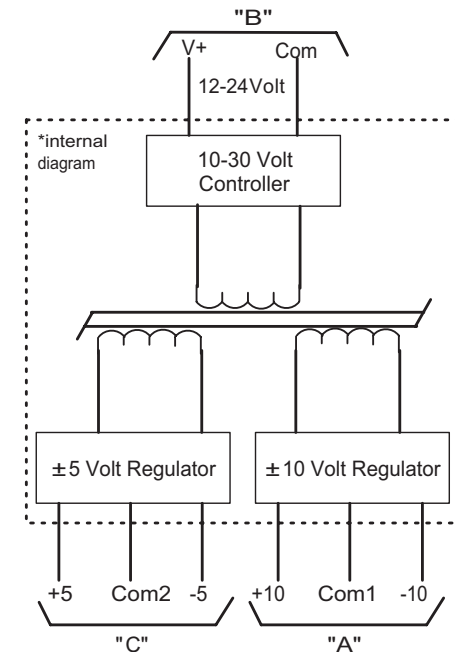 "B"
V+ Com
12-24Volt
*internal
diagram
10-30 Volt
Controller
±5 Volt Regulator
±10 Volt Regulator
+5 Com2 -5
+10 Com1 -10
"C"
"A"